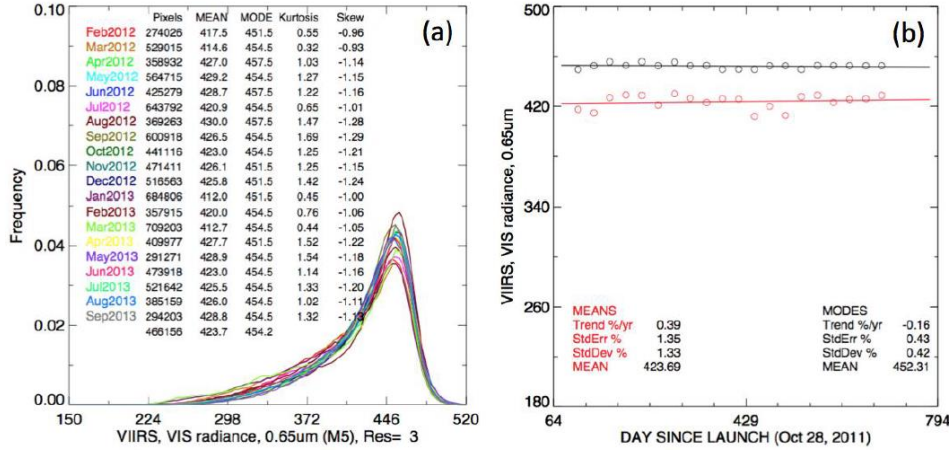 (a)
Pixels MEAN MODE Kurtosis Skew
Feb2012 274026 417.5 451.5 0.55 -0.96
Mar2012 529015 414.6 454.5 0.32 -0.93
Apr2012 358932 427.0 457.5 1.03 -1.14
May2012 564715 429.2 454.5 1.27 -1.15
Jun2012 425279 428.7 457.5 1.22 -1.16
Jul2012 643792 420.9 454.5 0.65 -1.01
Aug2012 369263 430.0 457.5 1.47 -1.28
Sep2012 600918 426.5 454.5 1.69 -1.29
Oct2012 441116 423.0 454.5 1.25 -1.21
Nov2012 471411 426.1 451.5 1.25 -1.15
Dec2012 516563 425.8 451.5 1.42 -1.24
Jan2013 684806 412.0 451.5 0.45 -1.00
Feb2013 357915 420.0 454.5 0.76 -1.06
Mar2013 709203 412.7 454.5 0.44 -1.05
Apr2013 409977 427.7 451.5 1.52 -1.22
May2013 291271 428.9 454.5 1.54 -1.18
Jun2013 473918 423.0 454.5 1.14 -1.16
Jul2013 521642 425.5 454.5 1.33 -1.20
Aug2013 385159 426.0 454.5 1.02 -1.11
Sep2013 294203 428.8 454.5 1.32 -1.13
466156 423.7 454.2
0.10
0.08
0.06
0.04
0.02
0.00
Frequency
150 224 298 372 446 520
VIIRS, VIS radiance, 0.65um (M5), Res= 3
(b)
500
420
340
260
180
VIIRS, VIS radiance, 0.65um
MEANS
Trend %/yr 0.39
StdErr % 1.35
StdDev % 1.33
MEAN 423.69
MODES
Trend %/yr -0.16
StdErr % 0.43
StdDev % 0.42
MEAN 452.31
64 429 794
DAY SINCE LAUNCH (Oct 28, 2011)